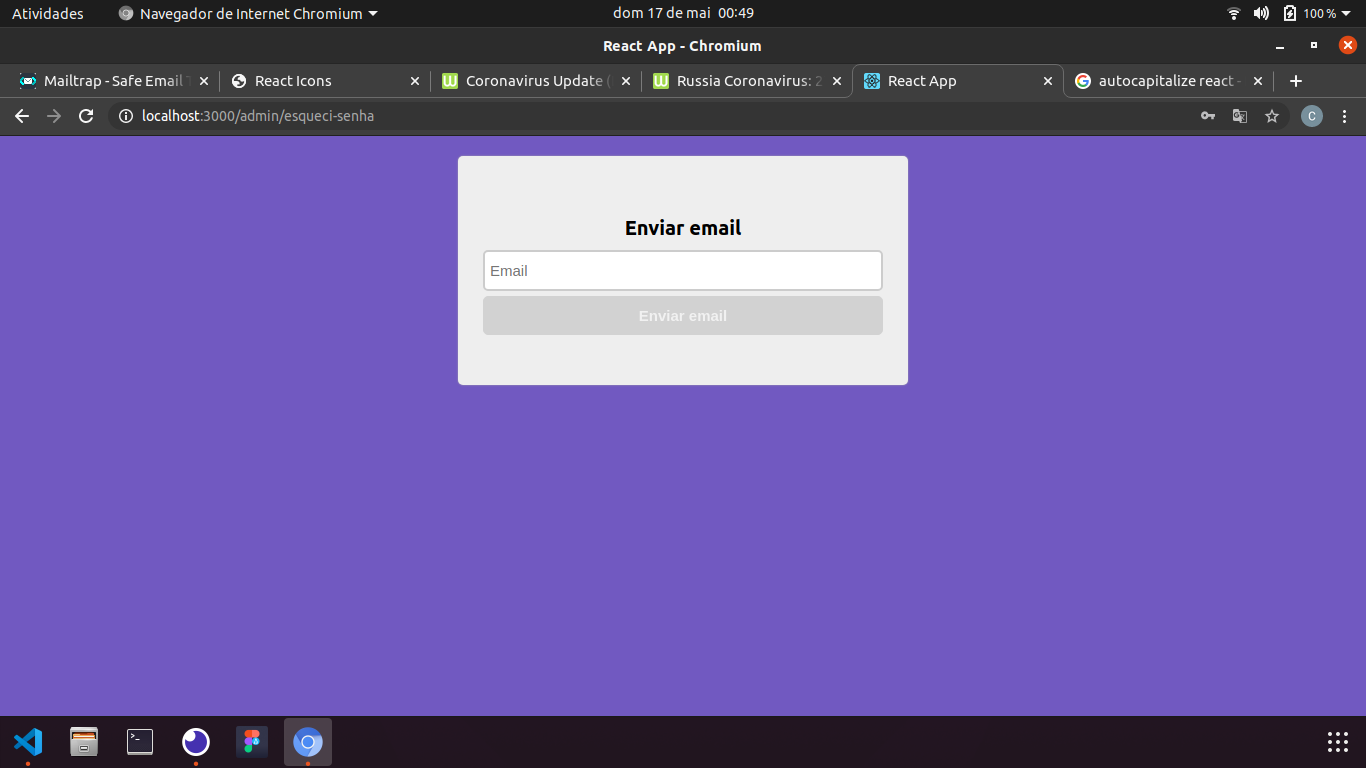 Atividades Navegador de Internet Chromium dom 17 de mai 00:49 100 %
React App - Chromium
Mailtrap - Safe Email React Icons Coronavirus Update ( Russia Coronavirus: 2 React App autocapitalize react -
localhost:3000/admin/esqueci-senha C
Enviar email
Email
Enviar email